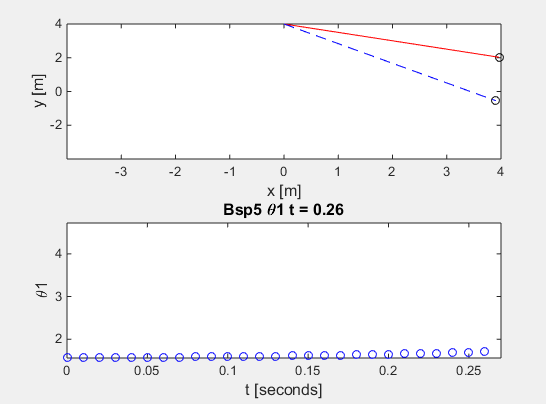 4
2
0
-2
y [m]
-3 -2 -1 0 1 2 3 4
x [m]
Bsp5 θ1 t = 0.26
4
3
2
θ1
0 0.05 0.1 0.15 0.2 0.25
t [seconds]